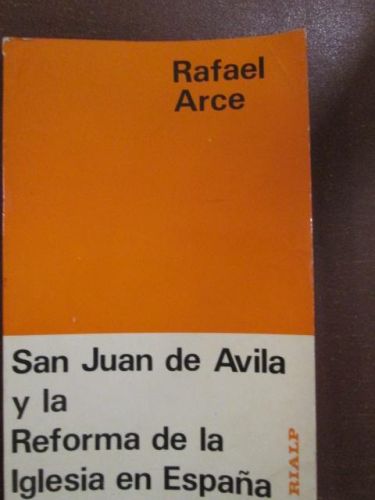 Rafael
Arce
San Juan de Avila
y la
Reforma de la
Iglesia en España
RIALP